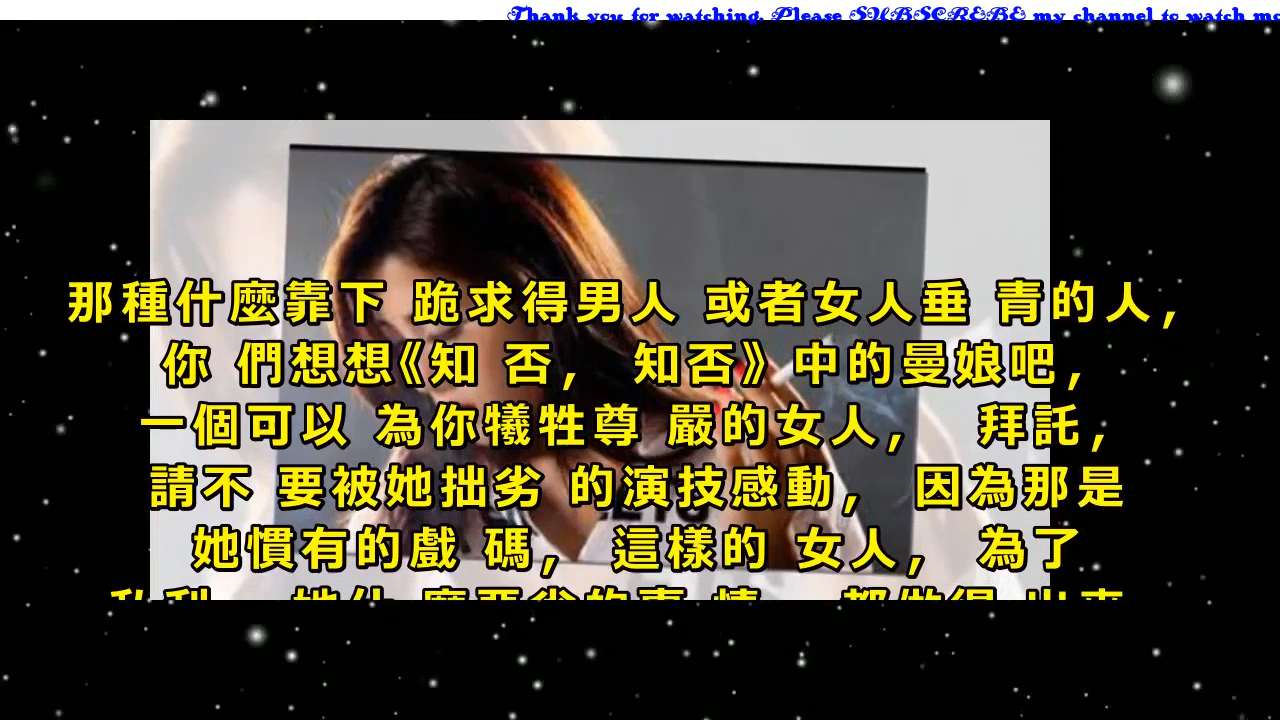 Thank you for watching. Please SUBSCREBE my channel to watch mo
那種什麼靠下 跪求得男人 或者女人垂 青的人，
你 們想想《知 否， 知否》 中的曼娘吧，
一個可以 為你犧牲尊 嚴的女人， 拜託，
請不 要被她拙劣 的演技感動， 因為那是
她慣有的戲 碼， 這樣的 女人， 為了